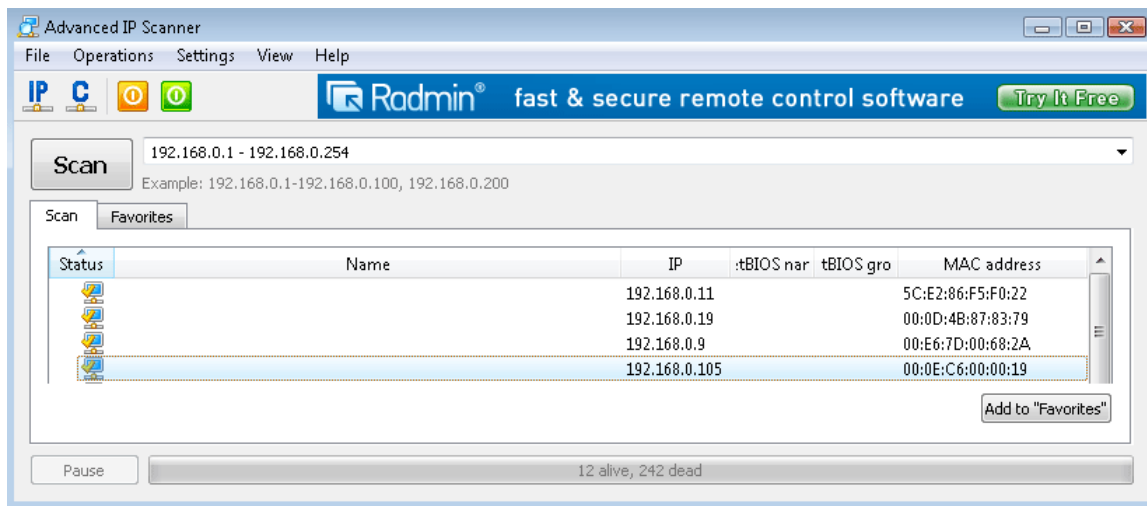 Advanced IP Scanner
File Operations Settings View Help
IP C Radmin® fast & secure remote control software Try It Free
Scan 192.168.0.1 - 192.168.0.254
Example: 192.168.0.1-192.168.0.100, 192.168.0.200
Scan Favorites
Status Name IP :tBIOS nar tBIOS gro MAC address
192.168.0.11 5C:E2:86:F5:F0:22
192.168.0.19 00:0D:4B:87:83:79
192.168.0.9 00:E6:7D:00:68:2A
192.168.0.105 00:0E:C6:00:00:19
Add to "Favorites"
Pause 12 alive, 242 dead